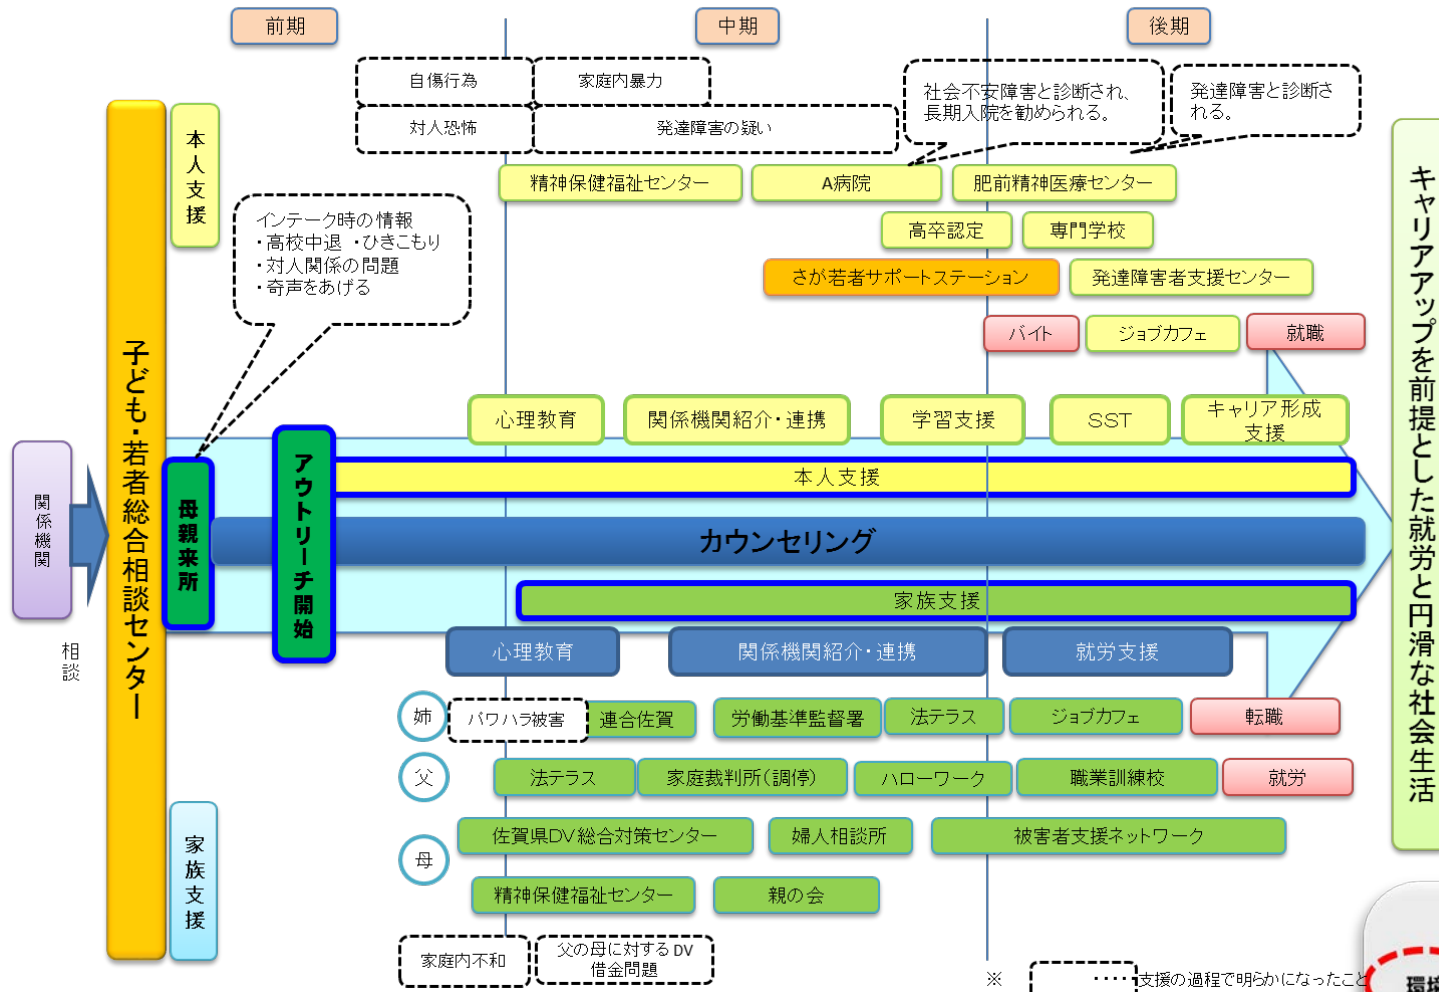 前期
中期
後期
自傷行為
家庭内暴力
対人恐怖
発達障害の疑い
社会不安障害と診断され、
長期入院を勧められる。
発達障害と診断さ
れる。
本人支援
インテーク時の情報
・高校中退 ・ひきこもり
・対人関係の問題
・奇声をあげる
精神保健福祉センター
A病院
肥前精神医療センター
高卒認定
専門学校
さが若者サポートステーション
発達障害者支援センター
バイト
ジョブカフェ
就職
心理教育
関係機関紹介・連携
学習支援
SST
キャリア形成
支援
関係機関
相談
子ども・若者総合相談センター
母親来所
アウトリーチ開始
本人支援
カウンセリング
家族支援
心理教育
関係機関紹介・連携
就労支援
姉
パワハラ被害
連合佐賀
労働基準監督署
法テラス
ジョブカフェ
転職
父
法テラス
家庭裁判所(調停)
ハローワーク
職業訓練校
就労
母
佐賀県DV総合対策センター
婦人相談所
被害者支援ネットワーク
精神保健福祉センター
親の会
家族支援
家庭内不和
父の母に対するDV
借金問題
キャリアアップを前提とした就労と円滑な社会生活
※ ・・・・支援の過程で明らかになったこと
環境